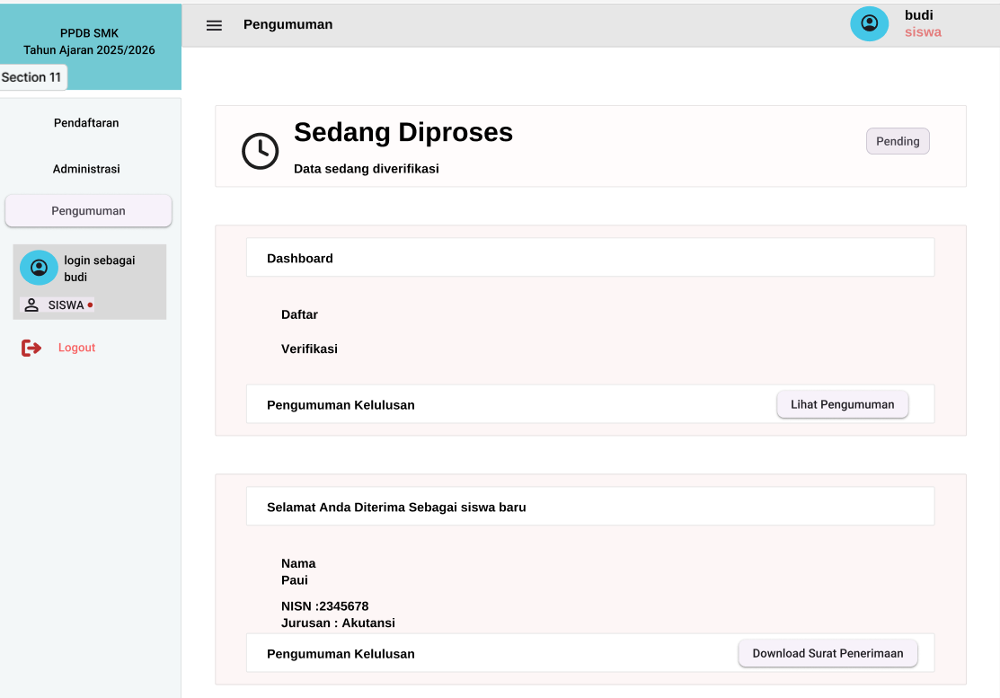 PPDB SMK
Tahun Ajaran 2025/2026
Section 11
Pendaftaran
Administrasi
Pengumuman
login sebagai
budi
SISWA
Logout
Pengumuman
budi
siswa
Sedang Diproses
Data sedang diverifikasi
Pending
Dashboard
Daftar
Verifikasi
Pengumuman Kelulusan
Lihat Pengumuman
Selamat Anda Diterima Sebagai siswa baru
Nama
Paui
NISN :2345678
Jurusan : Akutansi
Pengumuman Kelulusan
Download Surat Penerimaan